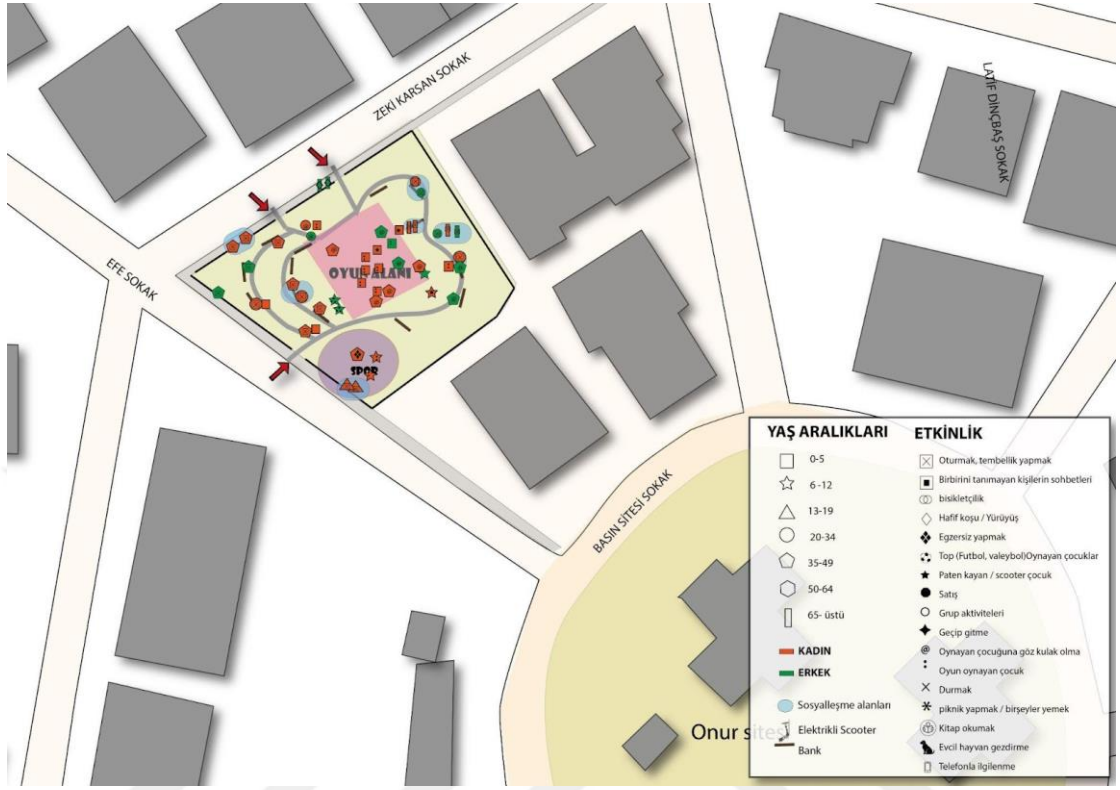 ZEKİ KARSAN SOKAK
LATİF DİNÇBAŞ SOKAK
EFE SOKAK
OYUN ALANI
SPOR
BASIN SİTESİ SOKAK
Onur sitesi
YAŞ ARALIKLARI
0-5
6 -12
13-19
20-34
35-49
50-64
65- üstü
KADIN
ERKEK
Sosyalleşme alanları
Elektrikli Scooter
Bank
ETKİNLİK
Oturmak, tembellik yapmak
Birbirini tanımayan kişilerin sohbetleri
bisikletçilik
Hafif koşu / Yürüyüş
Egzersiz yapmak
Top (Futbol, valeybol)Oynayan çocuklar
Paten kayan / scooter çocuk
Satış
Grup aktiviteleri
Geçip gitme
Oynayan çocuğuna göz kulak olma
Oyun oynayan çocuk
Durmak
piknik yapmak / birşeyler yemek
Kitap okumak
Evcil hayvan gezdirme
Telefonla ilgilenme